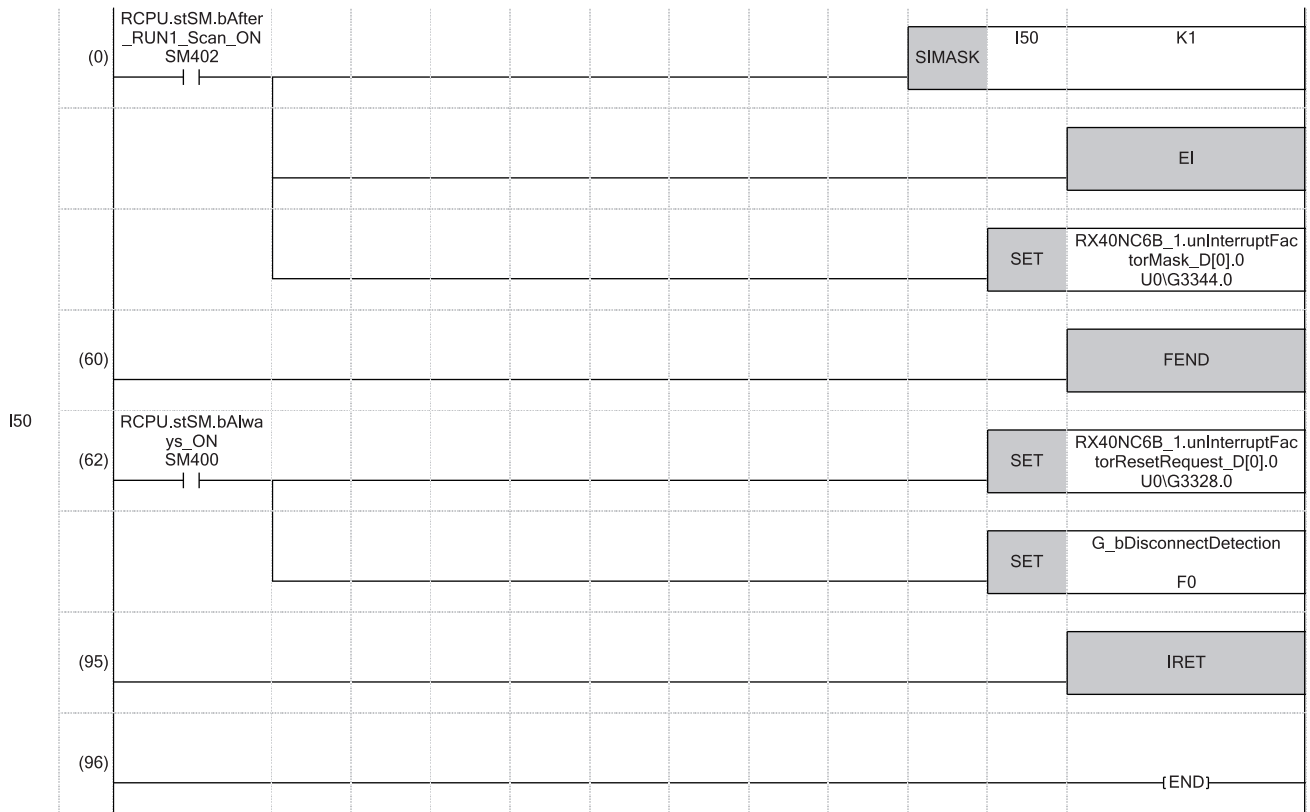 RCPU.stSM.bAfter
_RUN1_Scan_ON
SM402
(0)
SIMASK
I50
K1
EI
SET
RX40NC6B_1.unInterruptFac
torMask_D[0].0
U0\G3344.0
(60)
FEND
I50
RCPU.stSM.bAlwa
ys_ON
SM400
(62)
SET
RX40NC6B_1.unInterruptFac
torResetRequest_D[0].0
U0\G3328.0
SET
G_bDisconnectDetection
F0
(95)
IRET
(96)
[END]